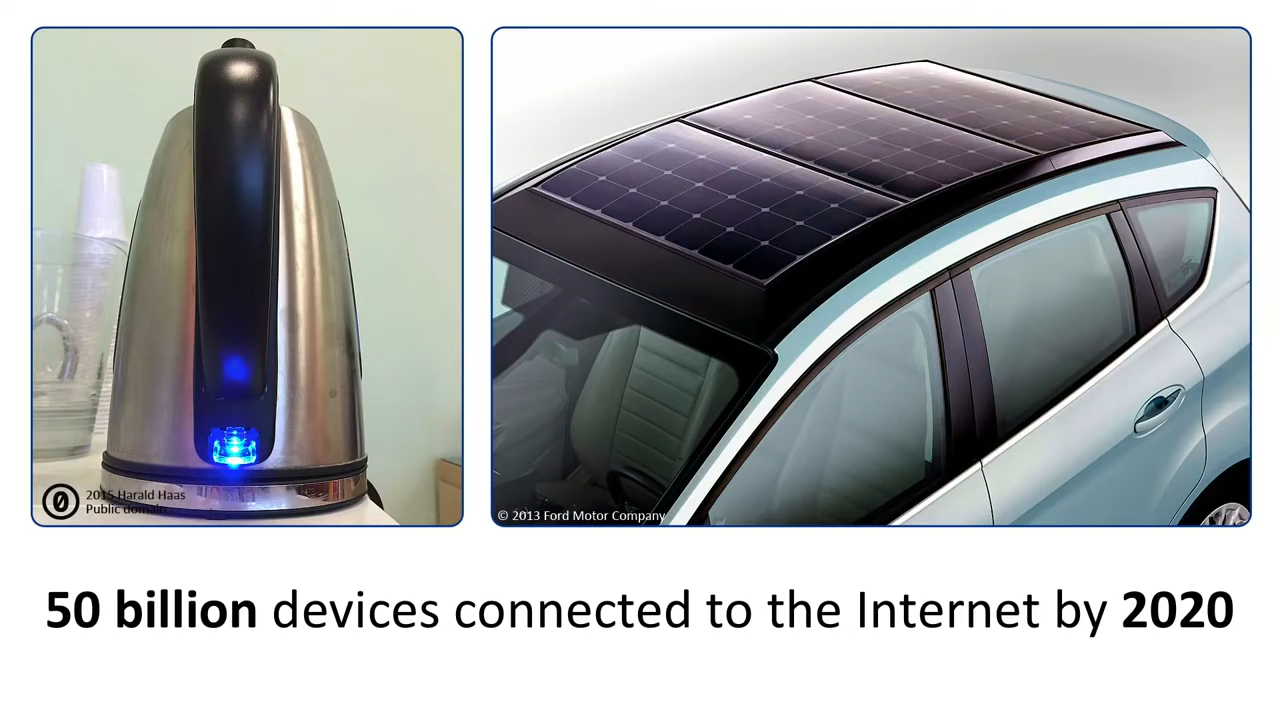 2015 Harald Haas
Public domain
© 2013 Ford Motor Company
50 billion devices connected to the Internet by 2020